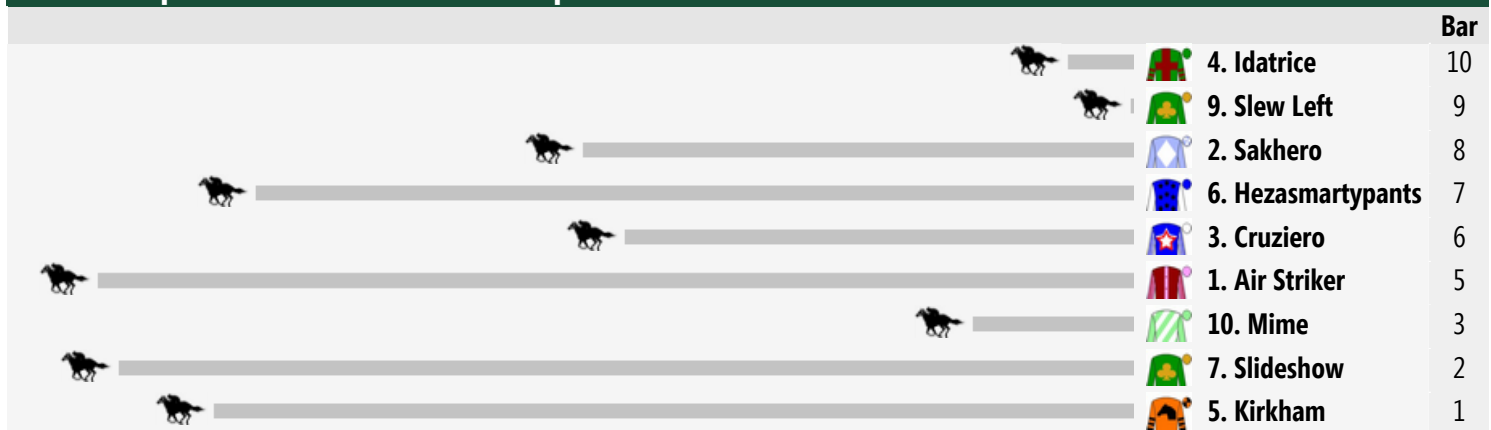 Bar
4. Idatrice 10
9. Slew Left 9
2. Sakhero 8
6. Hezasmartypants 7
3. Cruziero 6
1. Air Striker 5
10. Mime 3
7. Slideshow 2
5. Kirkham 1